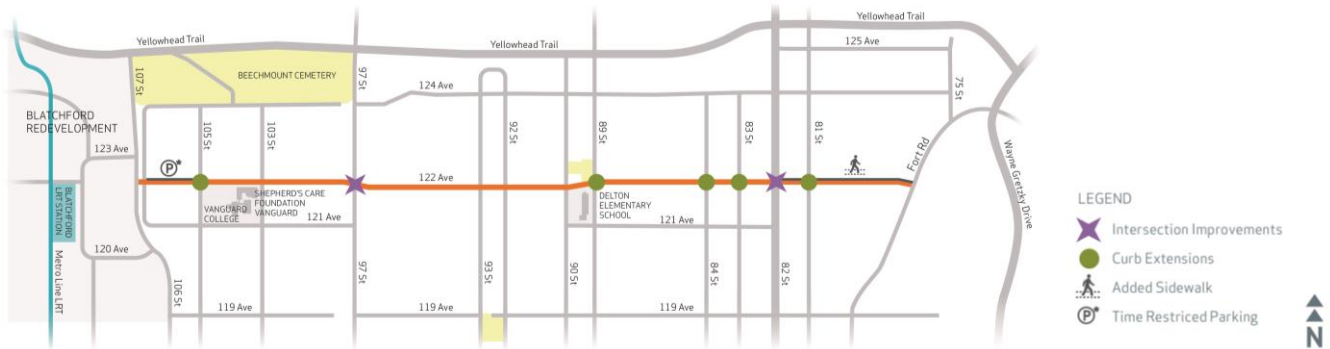 Yellowhead Trail
Yellowhead Trail
Yellowhead Trail
125 Ave
107 St
BEECHMOUNT CEMETERY
97 St
124 Ave
75 St
BLATCHFORD
REDEVELOPMENT
123 Ave
105 St
103 St
92 St
89 St
83 St
81 St
Fort Rd
Wayne Gretzky Drive
P*
122 Ave
BLATCHFORD
LRT STATION
VANGUARD
COLLEGE
SHEPHERD'S CARE
FOUNDATION
VANGUARD
121 Ave
DELTON
ELEMENTARY
SCHOOL
121 Ave
120 Ave
Metro Line LRT
106 St
97 St
93 St
90 St
84 St
82 St
119 Ave
119 Ave
119 Ave
LEGEND
Intersection Improvements
Curb Extensions
Added Sidewalk
P* Time Restriced Parking
N